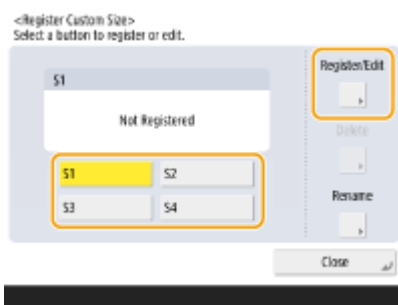 <Register Custom Size>
Select a button to register or edit.
S1
Register/Edit
Not Registered
Delete
S1 S2
S3 S4
Rename
Close